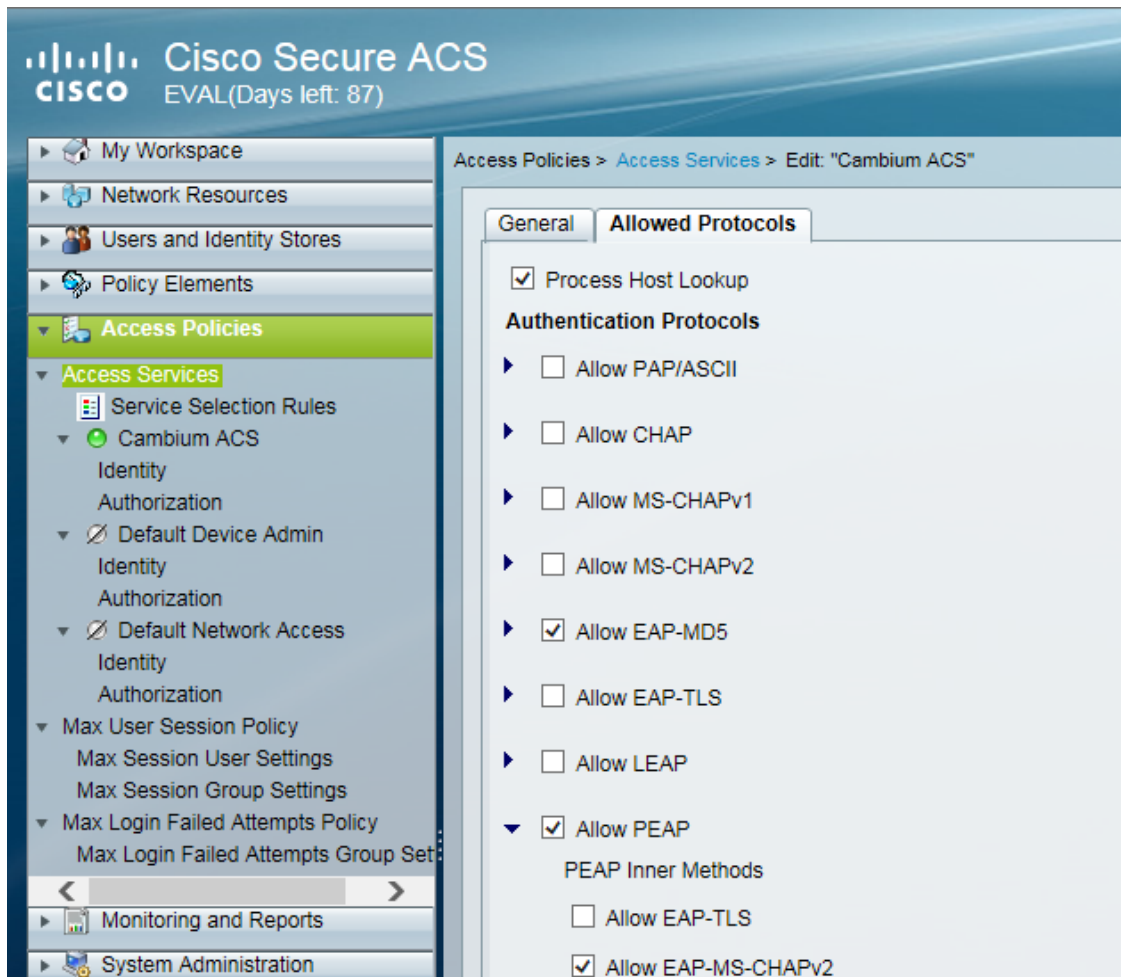 Cisco Secure ACS
CISCO
EVAL(Days left: 87)
My Workspace
Network Resources
Users and Identity Stores
Policy Elements
Access Policies
Access Services
Service Selection Rules
Cambium ACS
Identity
Authorization
Default Device Admin
Identity
Authorization
Default Network Access
Identity
Authorization
Max User Session Policy
Max Session User Settings
Max Session Group Settings
Max Login Failed Attempts Policy
Max Login Failed Attempts Group Set
Monitoring and Reports
System Administration
Access Policies > Access Services > Edit: "Cambium ACS"
General
Allowed Protocols
Process Host Lookup
Authentication Protocols
Allow PAP/ASCII
Allow CHAP
Allow MS-CHAPv1
Allow MS-CHAPv2
Allow EAP-MD5
Allow EAP-TLS
Allow LEAP
Allow PEAP
PEAP Inner Methods
Allow EAP-TLS
Allow EAP-MS-CHAPv2